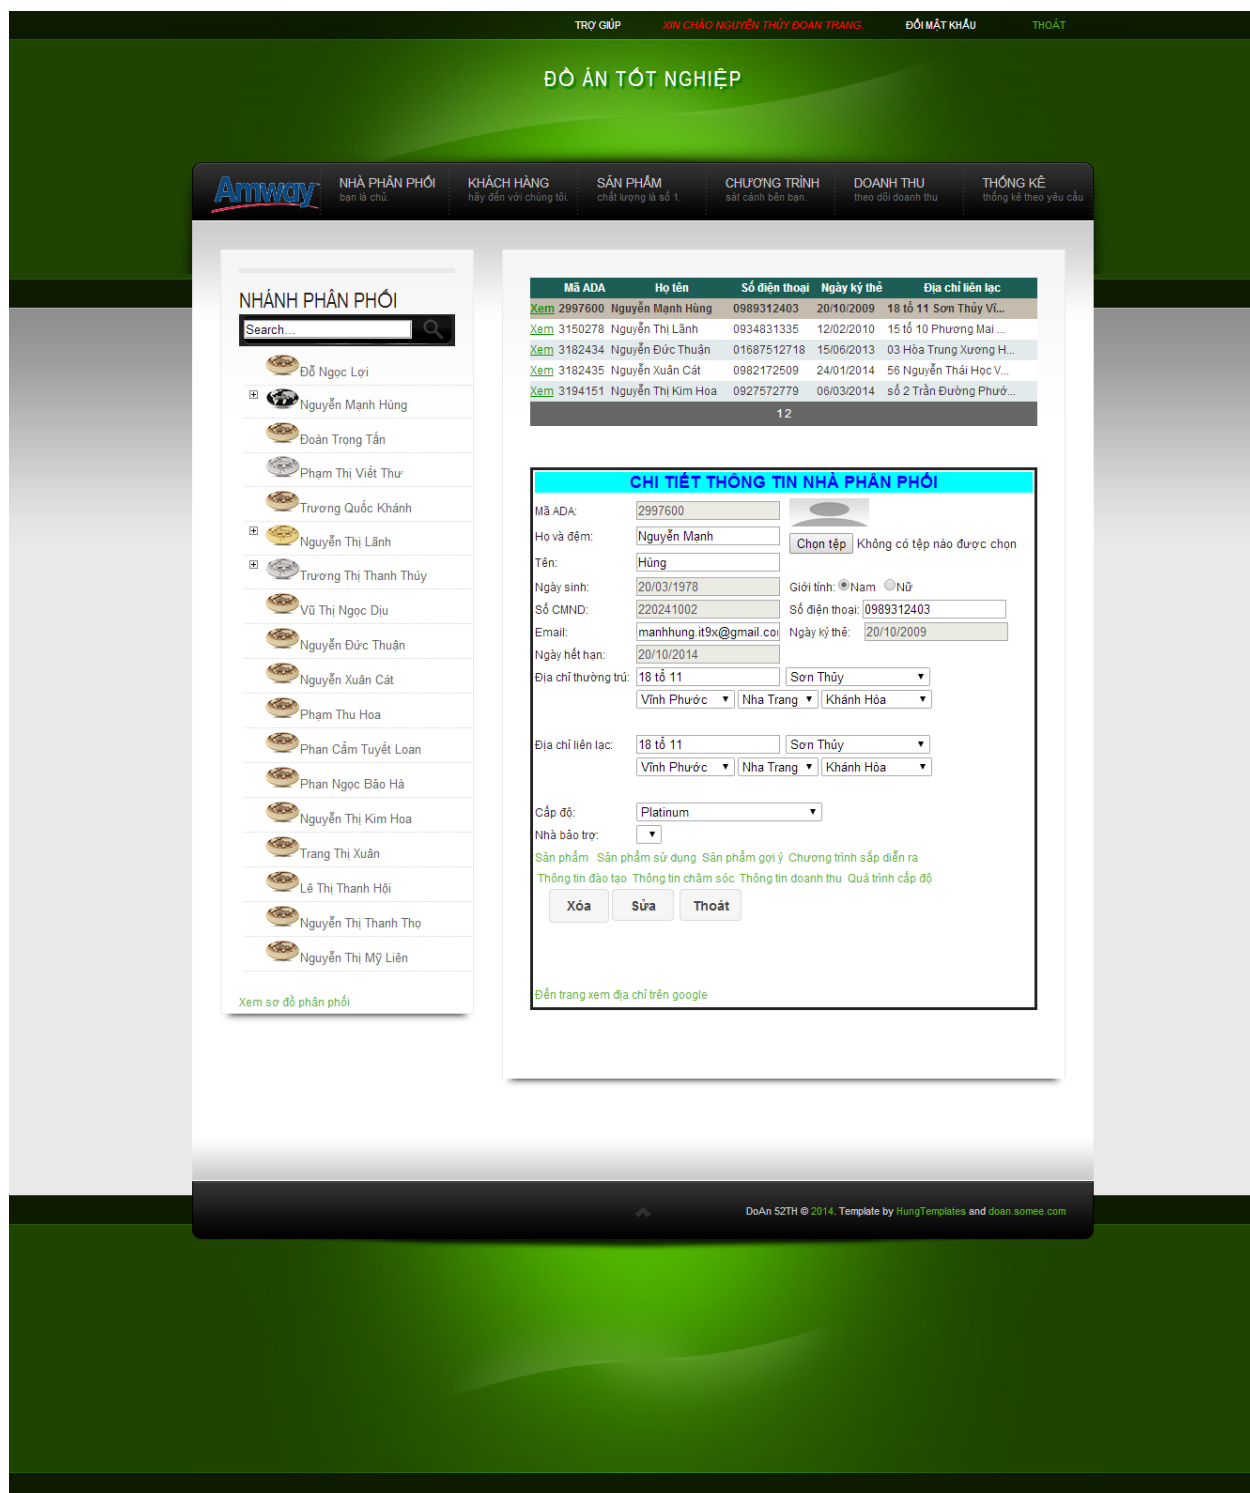 TRỢ GIÚP XIN CHÀO NGUYỄN THÚY ĐOAN TRANG. ĐỔI MẬT KHẨU THOÁT
ĐỒ ÁN TỐT NGHIỆP
Amway
NHÀ PHÂN PHỐI KHÁCH HÀNG SẢN PHẨM CHƯƠNG TRÌNH DOANH THU THỐNG KÊ
bạn là chủ. hãy đến với chúng tôi. chất lượng là số 1. sát cánh bên bạn. theo dõi doanh thu thống kê theo yêu cầu
NHÁNH PHÂN PHỐI
Search...
Đỗ Ngọc Lợi
Nguyễn Mạnh Hùng
Đoàn Trọng Tấn
Phạm Thị Viết Thư
Trương Quốc Khánh
Nguyễn Thị Lãnh
Trương Thị Thanh Thúy
Vũ Thị Ngọc Dịu
Nguyễn Đức Thuận
Nguyễn Xuân Cát
Phạm Thu Hoa
Phan Cẩm Tuyết Loan
Phan Ngọc Bảo Hà
Nguyễn Thị Kim Hoa
Trang Thị Xuân
Lê Thị Thanh Hội
Nguyễn Thị Thanh Thọ
Nguyễn Thị Mỹ Liên
Xem sơ đồ phân phối
Mã ADA Họ tên Số điện thoại Ngày ký thẻ Địa chỉ liên lạc
Xem 2997600 Nguyễn Mạnh Hùng 0989312403 20/10/2009 18 tổ 11 Sơn Thủy Vĩ...
Xem 3150278 Nguyễn Thị Lãnh 0934831335 12/02/2010 15 tổ 10 Phương Mai ...
Xem 3182434 Nguyễn Đức Thuận 01687512718 15/06/2013 03 Hòa Trung Xương H...
Xem 3182435 Nguyễn Xuân Cát 0982172509 24/01/2014 56 Nguyễn Thái Học V...
Xem 3194151 Nguyễn Thị Kim Hoa 0927572779 06/03/2014 số 2 Trần Đường Phướ...
1 2
CHI TIẾT THÔNG TIN NHÀ PHÂN PHỐI
Mã ADA: 2997600
Họ và đệm: Nguyễn Mạnh Chọn tệp Không có tệp nào được chọn
Tên: Hùng
Ngày sinh: 20/03/1978 Giới tính: Nam Nữ
Số CMND: 220241002 Số điện thoại: 0989312403
Email: manhhung.it9x@gmail.com Ngày ký thẻ: 20/10/2009
Ngày hết hạn: 20/10/2014
Địa chỉ thường trú: 18 tổ 11 Sơn Thủy
Vĩnh Phước Nha Trang Khánh Hòa
Địa chỉ liên lạc: 18 tổ 11 Sơn Thủy
Vĩnh Phước Nha Trang Khánh Hòa
Cấp độ: Platinum
Nhà bảo trợ:
Sản phẩm Sản phẩm sử dụng Sản phẩm gợi ý Chương trình sắp diễn ra
Thông tin đào tạo Thông tin chăm sóc Thông tin doanh thu Quá trình cấp độ
Xóa Sửa Thoát
Đến trang xem địa chỉ trên google
DoAn 52TH © 2014. Template by HungTemplates and doan.somee.com